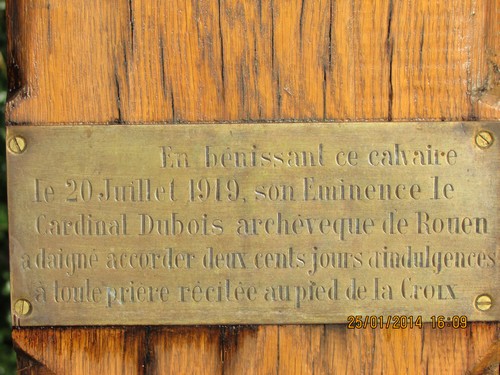 En bénissant ce calvaire
le 20 Juillet 1919, son Eminence le
Cardinal Dubois archévêque de Rouen
a daigné accorder deux cents jours d'indulgences
à toute prière récitée au pied de la Croix
25/01/2014 16:09